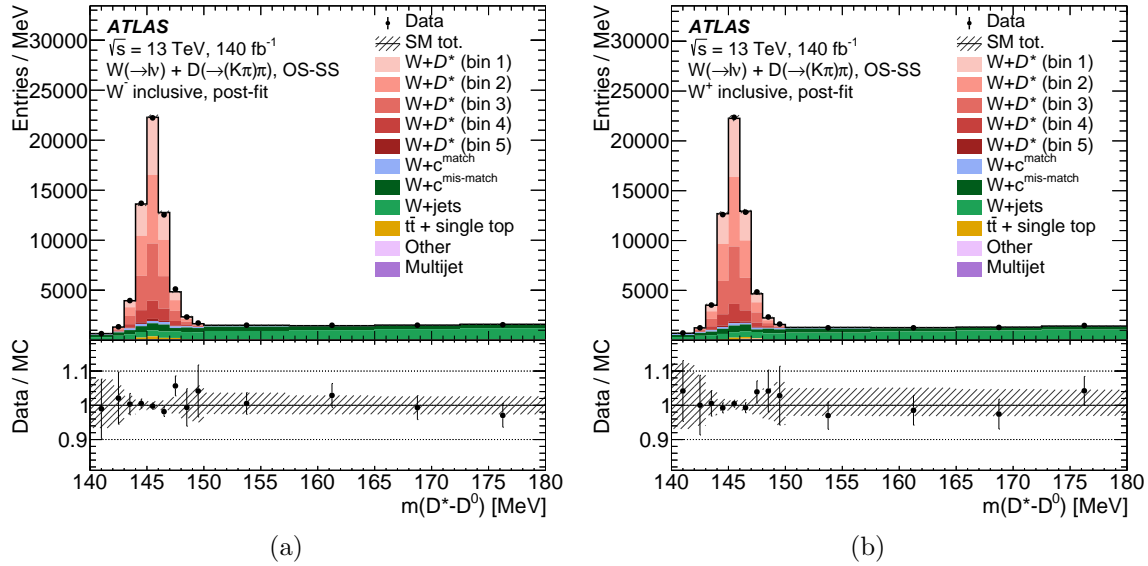 ATLAS
√s = 13 TeV, 140 fb⁻¹
W(→lν) + D(→(Kπ)π), OS-SS
W⁻ inclusive, post-fit
Data
SM tot.
W+D* (bin 1)
W+D* (bin 2)
W+D* (bin 3)
W+D* (bin 4)
W+D* (bin 5)
W+c^match
W+c^mis-match
W+jets
tt̄ + single top
Other
Multijet
Entries / MeV
30000
25000
20000
15000
10000
5000
Data / MC
1.1
1
0.9
140 145 150 155 160 165 170 175 180
m(D*-D⁰) [MeV]
(a)
ATLAS
√s = 13 TeV, 140 fb⁻¹
W(→lν) + D(→(Kπ)π), OS-SS
W⁺ inclusive, post-fit
Data
SM tot.
W+D* (bin 1)
W+D* (bin 2)
W+D* (bin 3)
W+D* (bin 4)
W+D* (bin 5)
W+c^match
W+c^mis-match
W+jets
tt̄ + single top
Other
Multijet
Entries / MeV
30000
25000
20000
15000
10000
5000
Data / MC
1.1
1
0.9
140 145 150 155 160 165 170 175 180
m(D*-D⁰) [MeV]
(b)